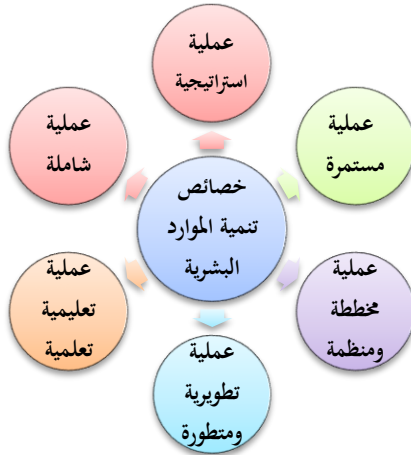 عملية
استراتيجية
عملية
مستمرة
عملية
مخططة
ومنظمة
عملية
تطويرية
ومتطورة
عملية
تعليمية
تعلمية
عملية
شاملة
خصائص
تنمية الموارد
البشرية